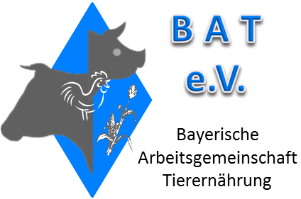 B A T
e.V.
Bayerische
Arbeitsgemeinschaft
Tierernährung